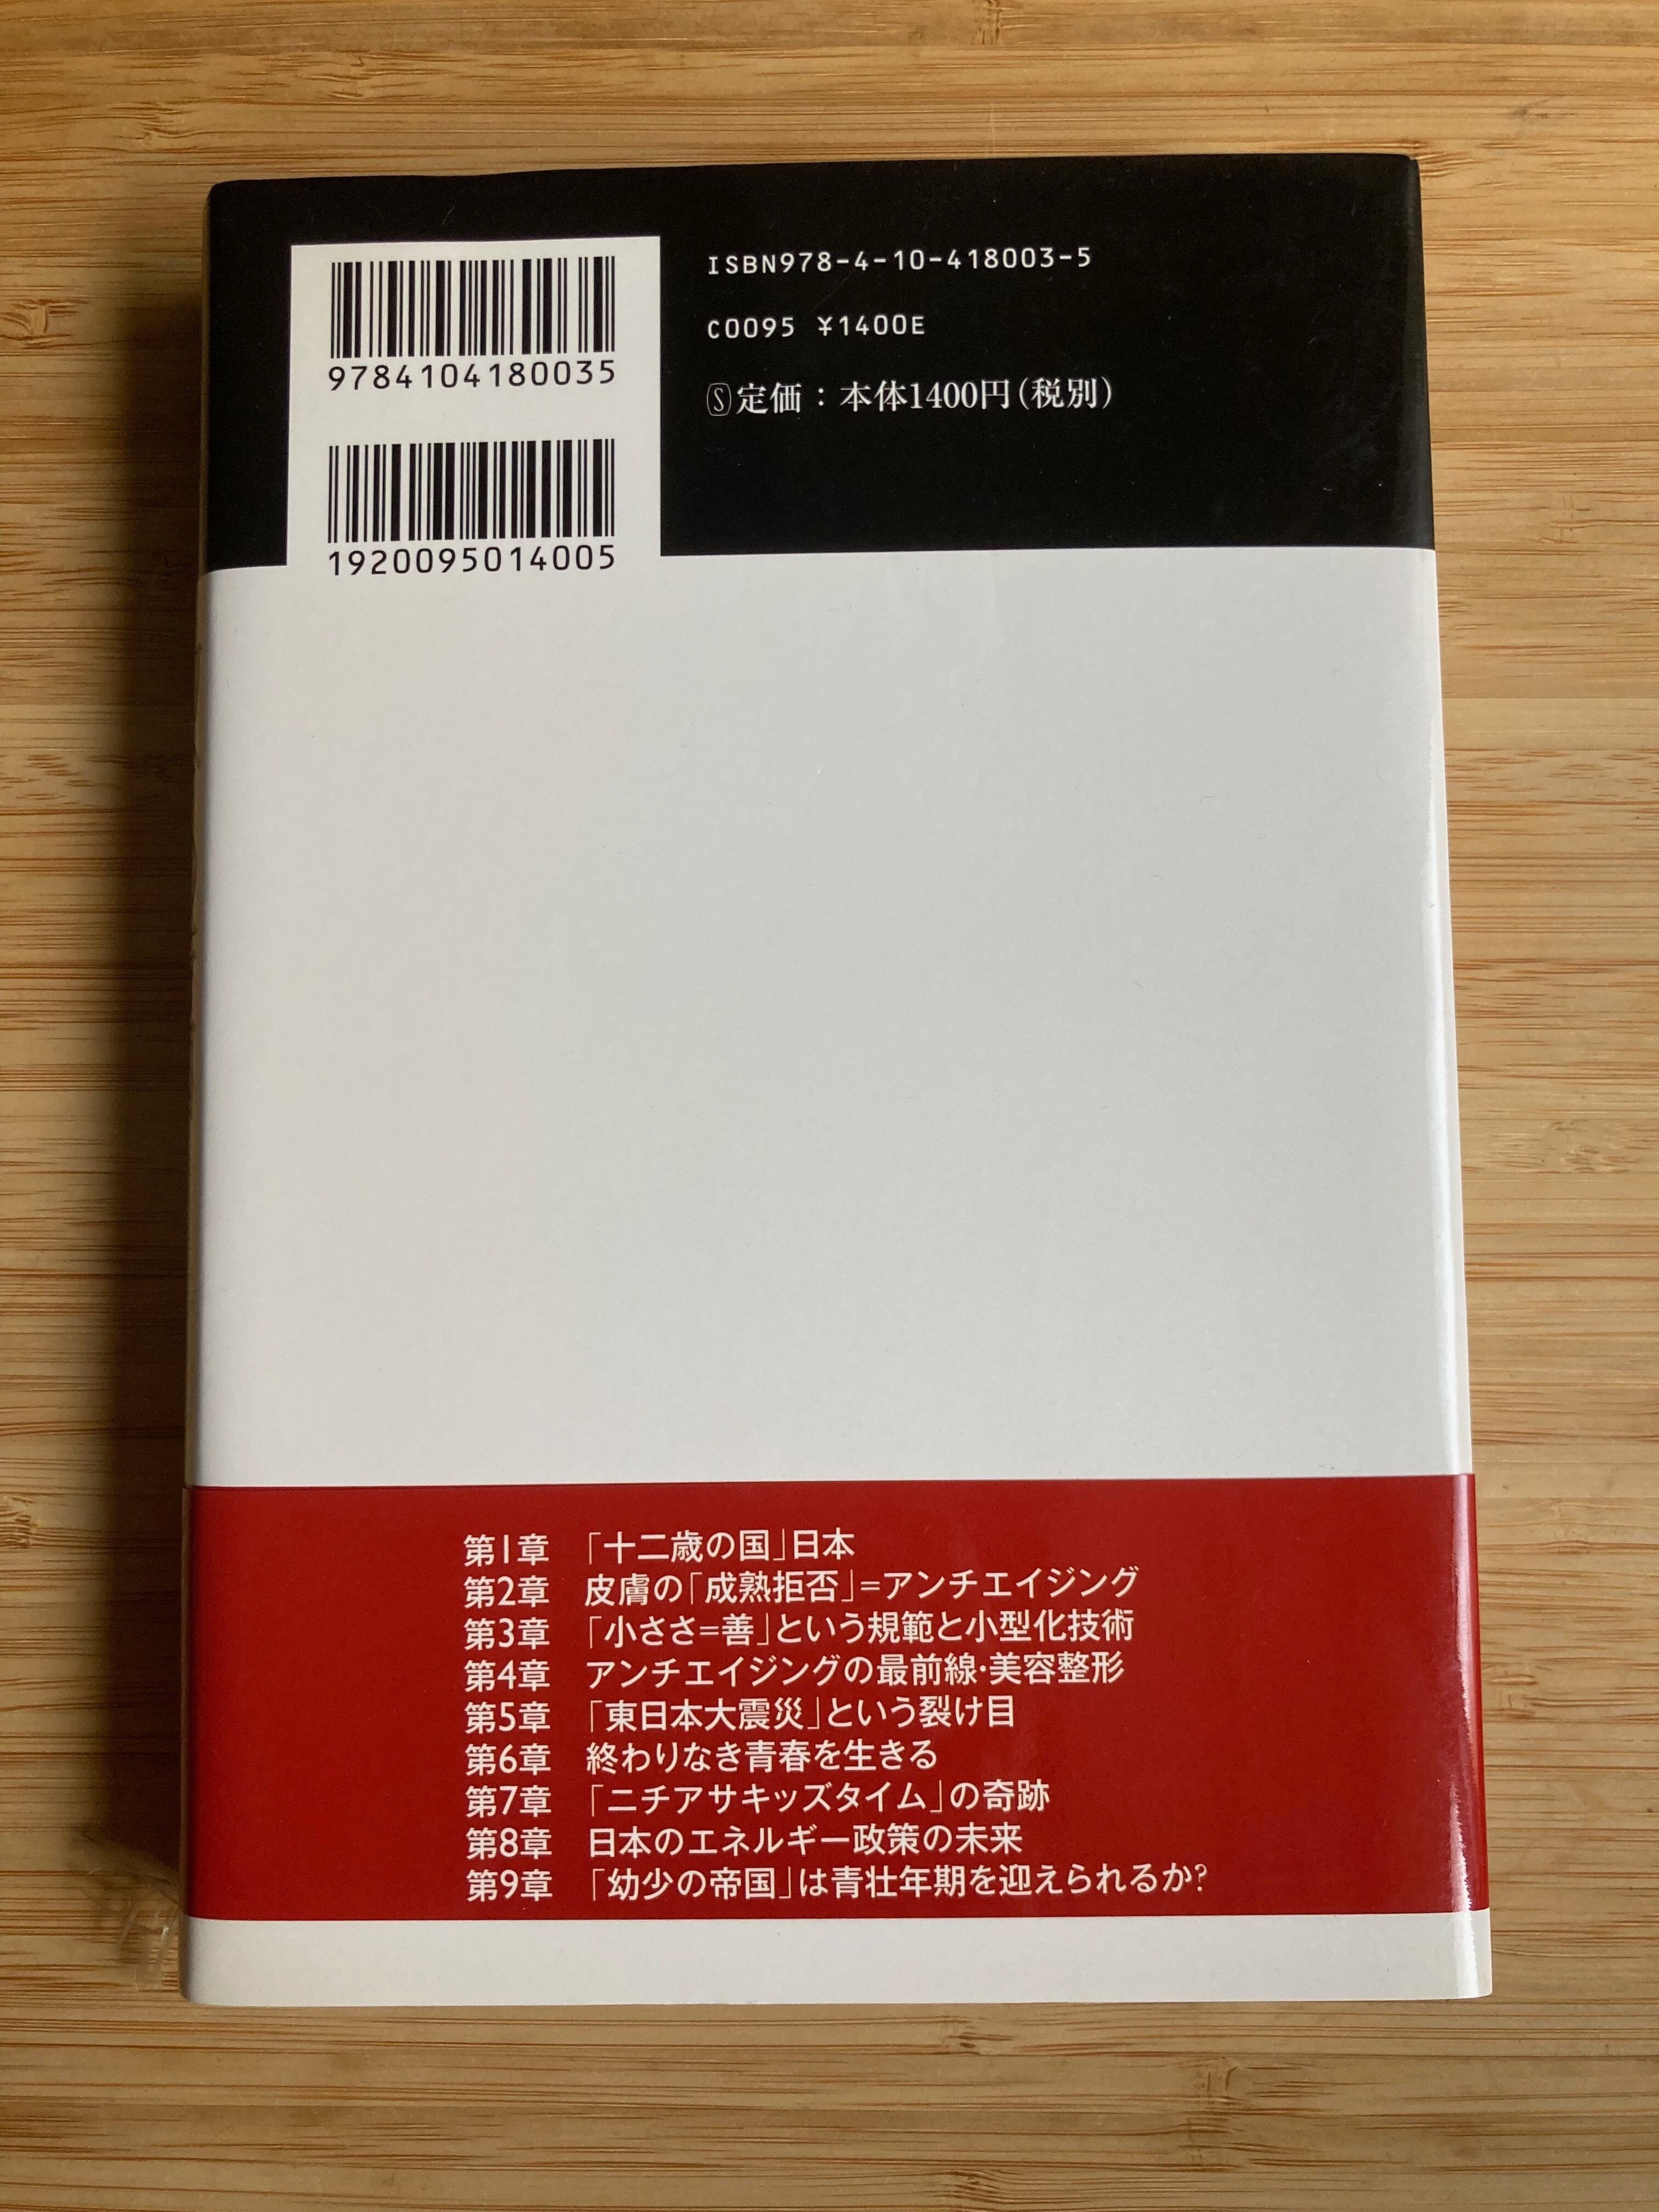 9784104180035
1920095014005
ISBN978-4-10-418003-5
C0095 ¥1400E
Ⓢ定価：本体1400円（税別）
第1章 「十二歳の国」日本
第2章 皮膚の「成熟拒否」=アンチエイジング
第3章 「小ささ=善」という規範と小型化技術
第4章 アンチエイジングの最前線・美容整形
第5章 「東日本大震災」という裂け目
第6章 終わりなき青春を生きる
第7章 「ニチアサキッズタイム」の奇跡
第8章 日本のエネルギー政策の未来
第9章 「幼少の帝国」は青壮年期を迎えられるか?